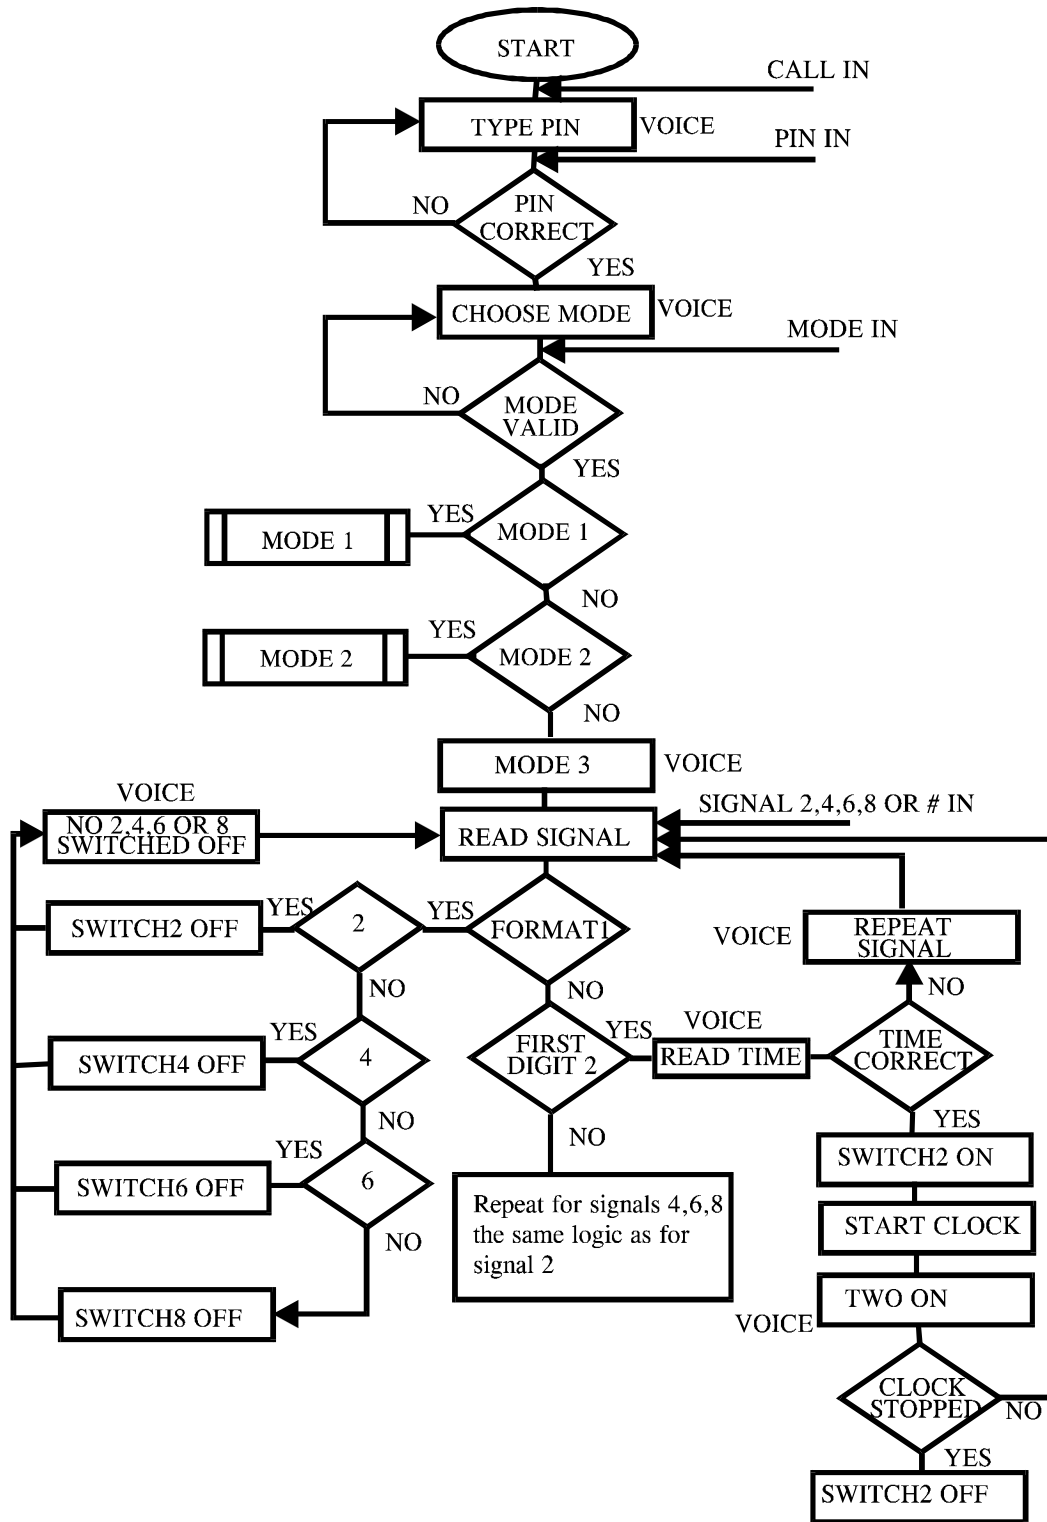 START
CALL IN
TYPE PIN
VOICE
PIN IN
NO
PIN
CORRECT
YES
CHOOSE MODE
VOICE
MODE IN
NO
MODE
VALID
YES
YES
MODE 1
MODE 1
NO
YES
MODE 2
MODE 2
NO
MODE 3
VOICE
VOICE
SIGNAL 2,4,6,8 OR # IN
NO 2,4,6 OR 8
SWITCHED OFF
READ SIGNAL
SWITCH2 OFF
YES
2
YES
FORMAT1
VOICE
REPEAT
SIGNAL
NO
NO
NO
SWITCH4 OFF
YES
4
FIRST
DIGIT 2
YES
VOICE
READ TIME
TIME
CORRECT
NO
NO
YES
SWITCH6 OFF
YES
6
SWITCH2 ON
Repeat for signals 4,6,8
the same logic as for
signal 2
START CLOCK
NO
SWITCH8 OFF
TWO ON
VOICE
CLOCK
STOPPED
NO
YES
SWITCH2 OFF